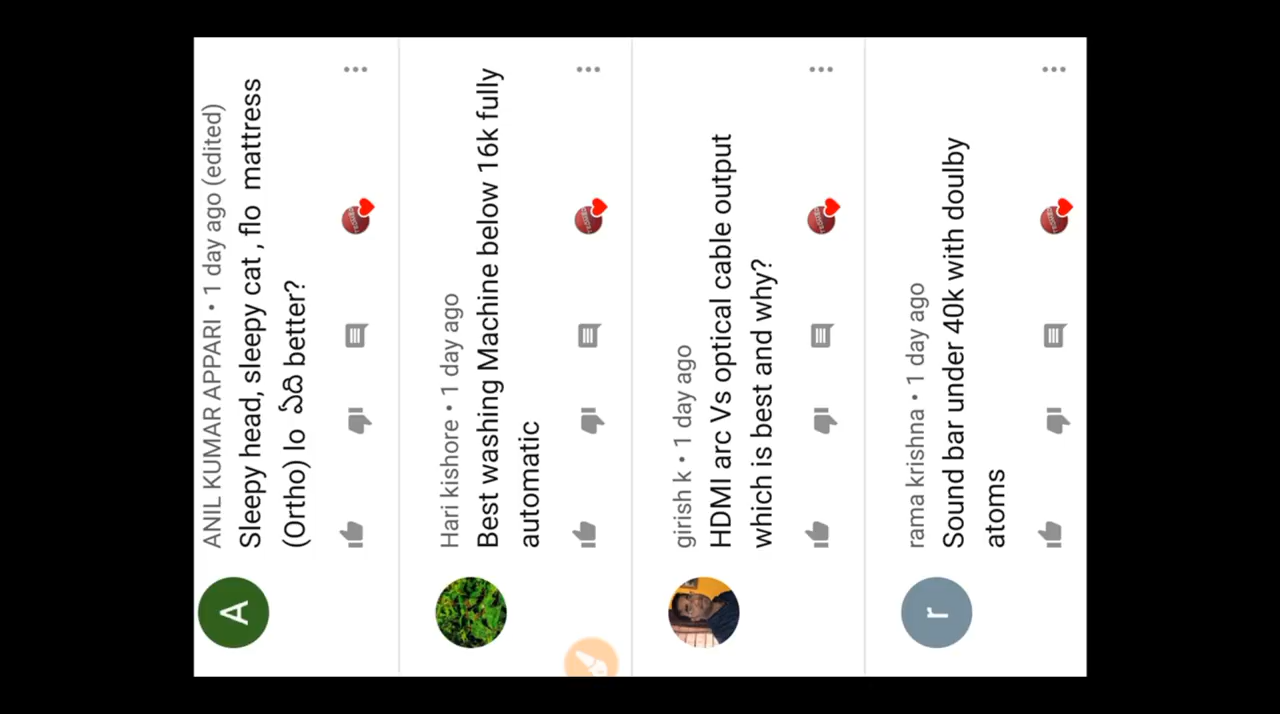 ANIL KUMAR APPARI • 1 day ago (edited)
Sleepy head, sleepy cat , flo mattress
(Ortho) lo ఏది better?
Hari kishore • 1 day ago
Best washing Machine below 16k fully
automatic
girish k • 1 day ago
HDMI arc Vs optical cable output
which is best and why?
rama krishna • 1 day ago
Sound bar under 40k with doulby
atoms
A
r